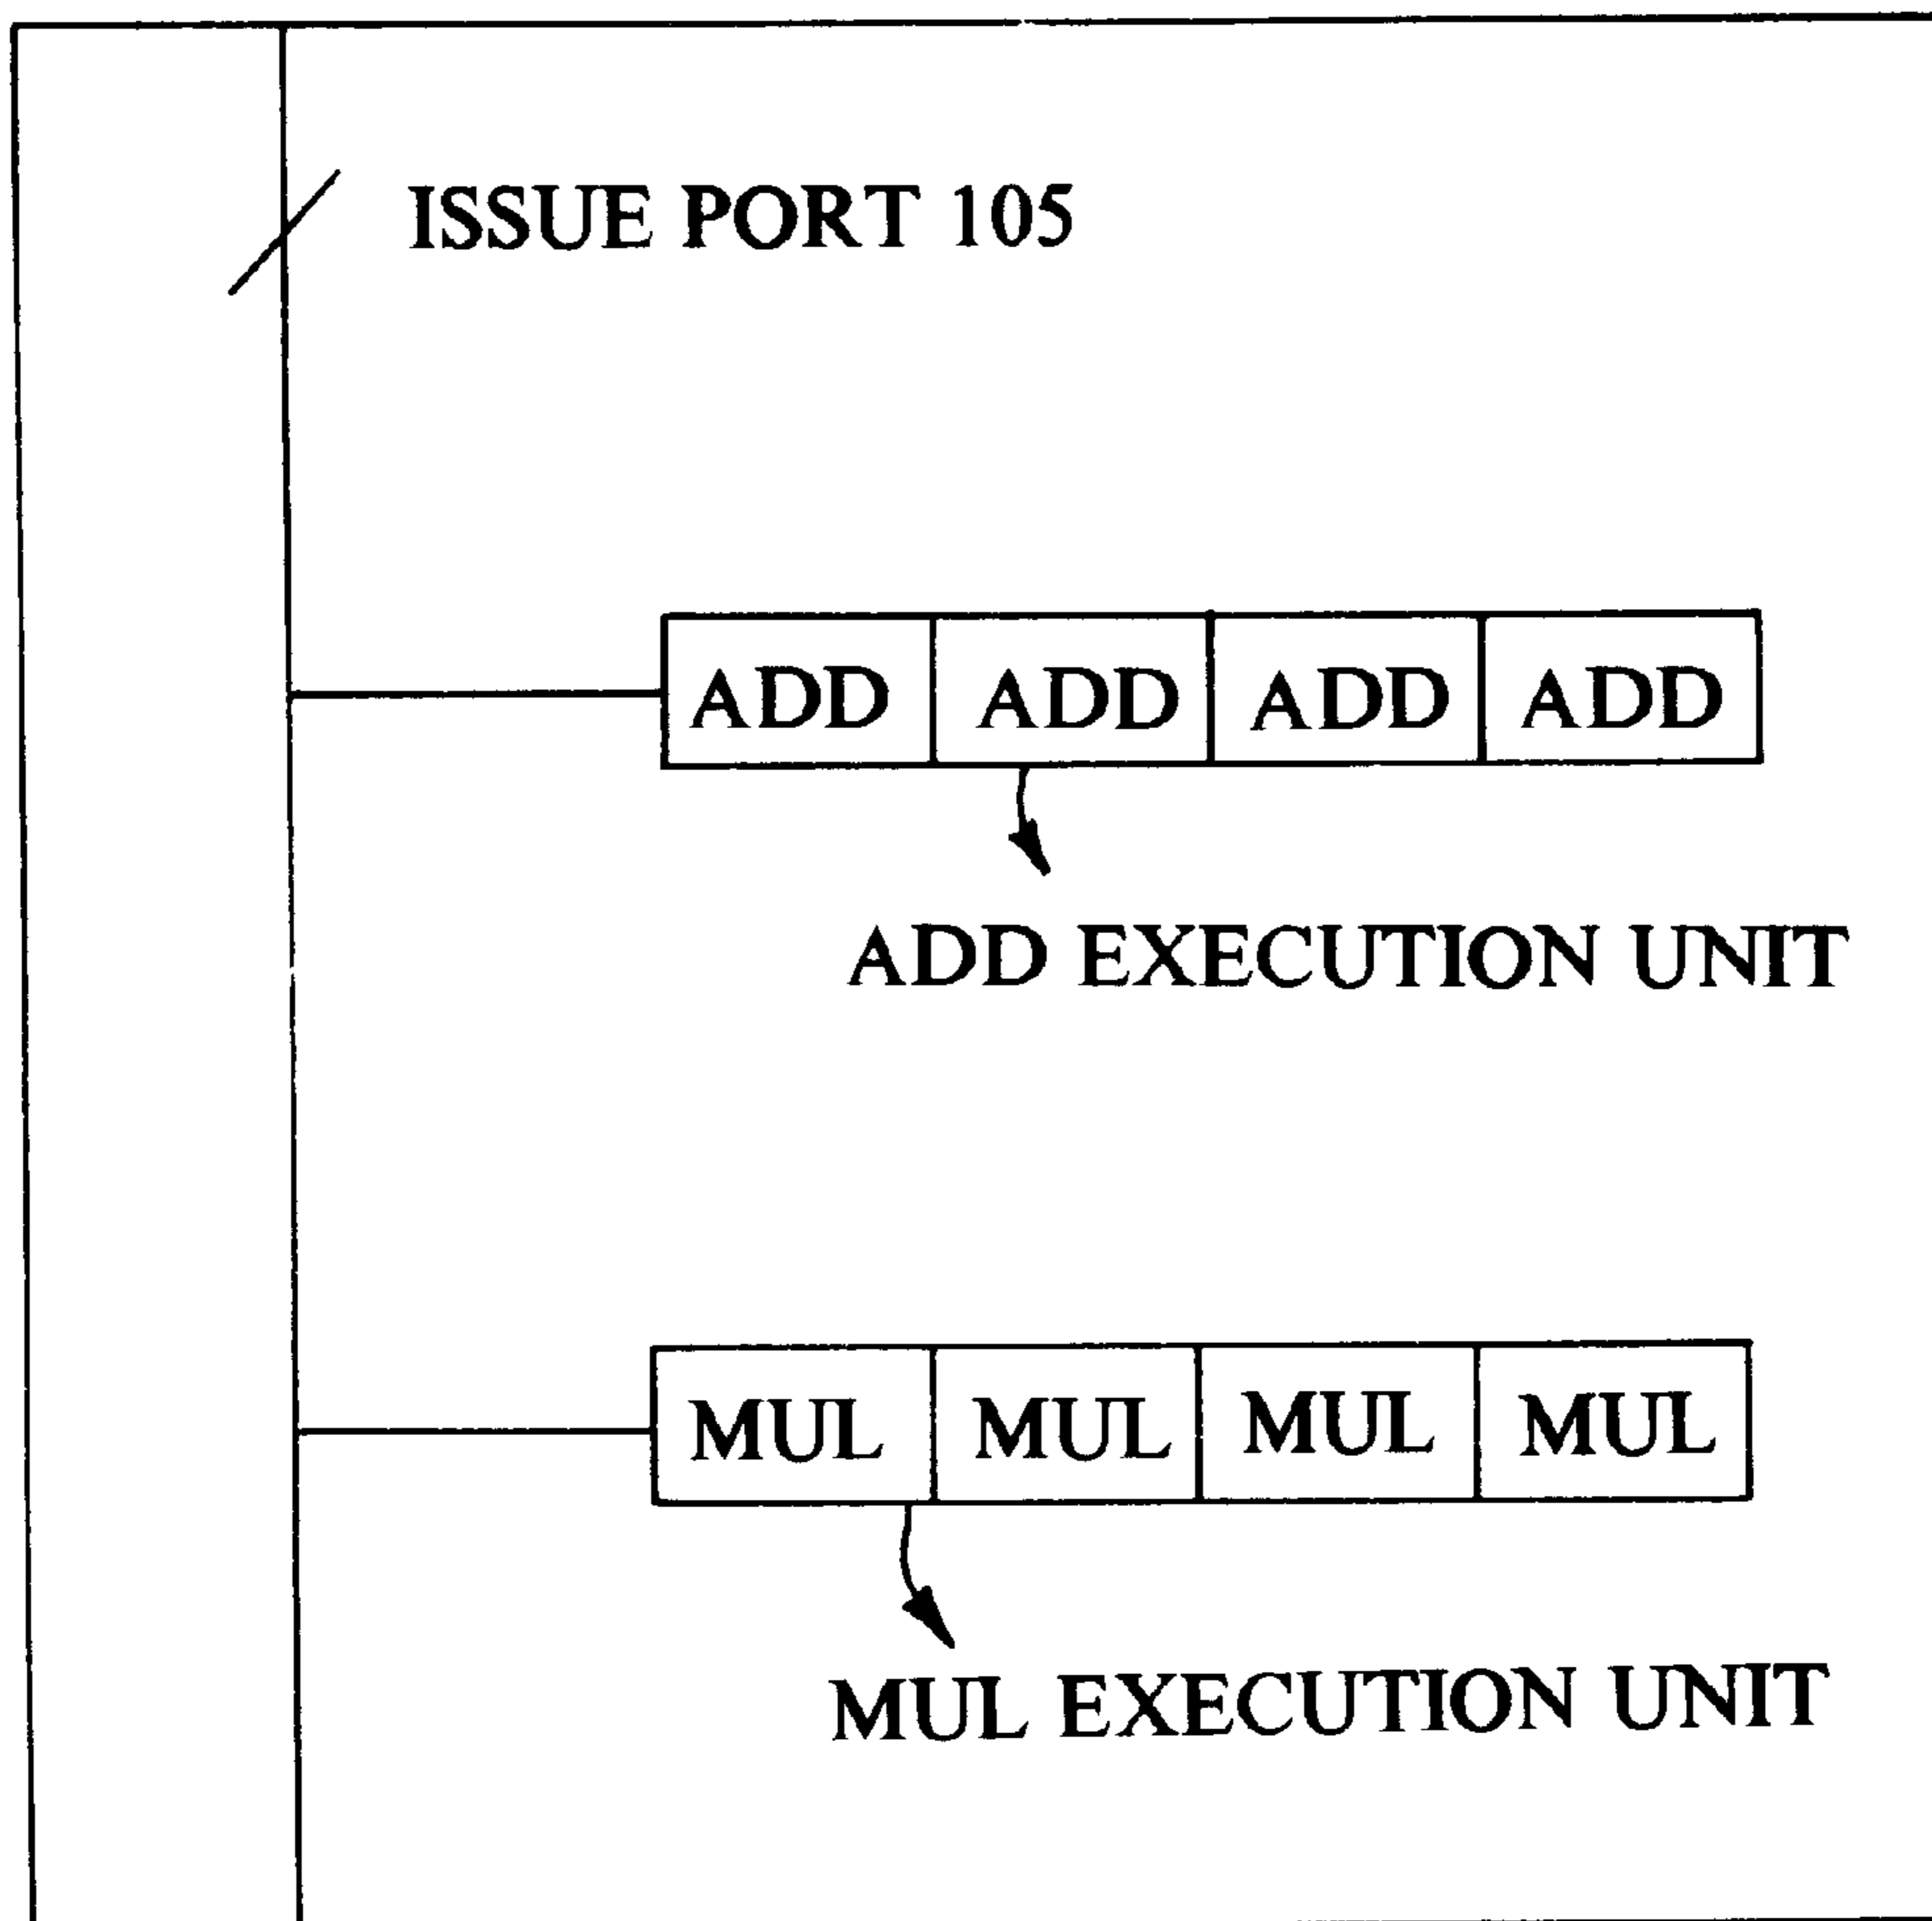 ISSUE PORT 105
ADD ADD ADD ADD
ADD EXECUTION UNIT
MUL MUL MUL MUL
MUL EXECUTION UNIT